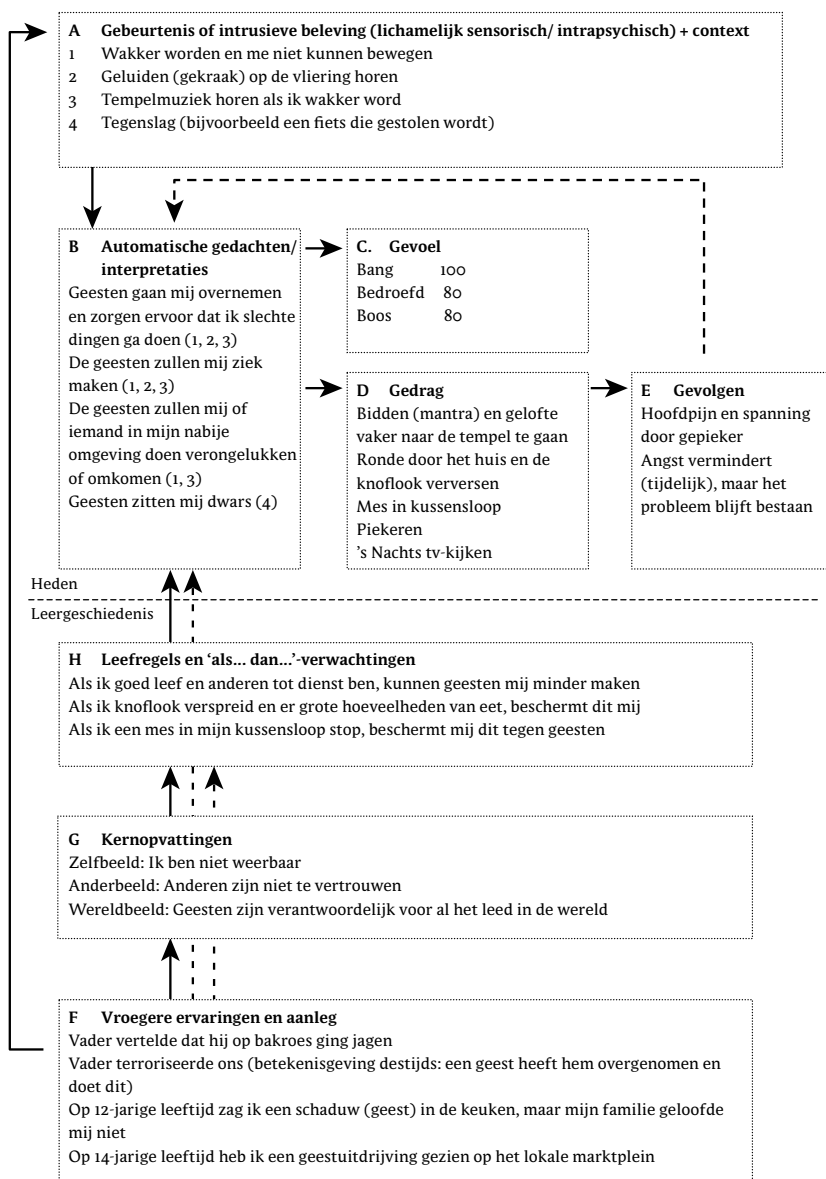 A Gebeurtenis of intrusieve beleving (lichamelijk sensorisch/ intrapsychisch) + context
1 Wakker worden en me niet kunnen bewegen
2 Geluiden (gekraak) op de vliering horen
3 Tempelmuziek horen als ik wakker word
4 Tegenslag (bijvoorbeeld een fiets die gestolen wordt)
B Automatische gedachten/
interpretaties
Geesten gaan mij overnemen
en zorgen ervoor dat ik slechte
dingen ga doen (1, 2, 3)
De geesten zullen mij ziek
maken (1, 2, 3)
De geesten zullen mij of
iemand in mijn nabije
omgeving doen verongelukken
of omkomen (1, 3)
Geesten zitten mij dwars (4)
C. Gevoel
Bang 100
Bedroefd 80
Boos 80
D Gedrag
Bidden (mantra) en gelofte
vaker naar de tempel te gaan
Ronde door het huis en de
knoflook verversen
Mes in kussensloop
Piekeren
's Nachts tv-kijken
E Gevolgen
Hoofdpijn en spanning
door gepieker
Angst vermindert
(tijdelijk), maar het
probleem blijft bestaan
Heden
Leergeschiedenis
H Leefregels en ‘als... dan...’-verwachtingen
Als ik goed leef en anderen tot dienst ben, kunnen geesten mij minder maken
Als ik knoflook verspreid en er grote hoeveelheden van eet, beschermt dit mij
Als ik een mes in mijn kussensloop stop, beschermt mij dit tegen geesten
G Kernopvattingen
Zelfbeeld: Ik ben niet weerbaar
Anderbeeld: Anderen zijn niet te vertrouwen
Wereldbeeld: Geesten zijn verantwoordelijk voor al het leed in de wereld
F Vroegere ervaringen en aanleg
Vader vertelde dat hij op bakroes ging jagen
Vader terroriseerde ons (betekenisgeving destijds: een geest heeft hem overgenomen en
doet dit)
Op 12-jarige leeftijd zag ik een schaduw (geest) in de keuken, maar mijn familie geloofde
mij niet
Op 14-jarige leeftijd heb ik een geestuitdrijving gezien op het lokale marktplein